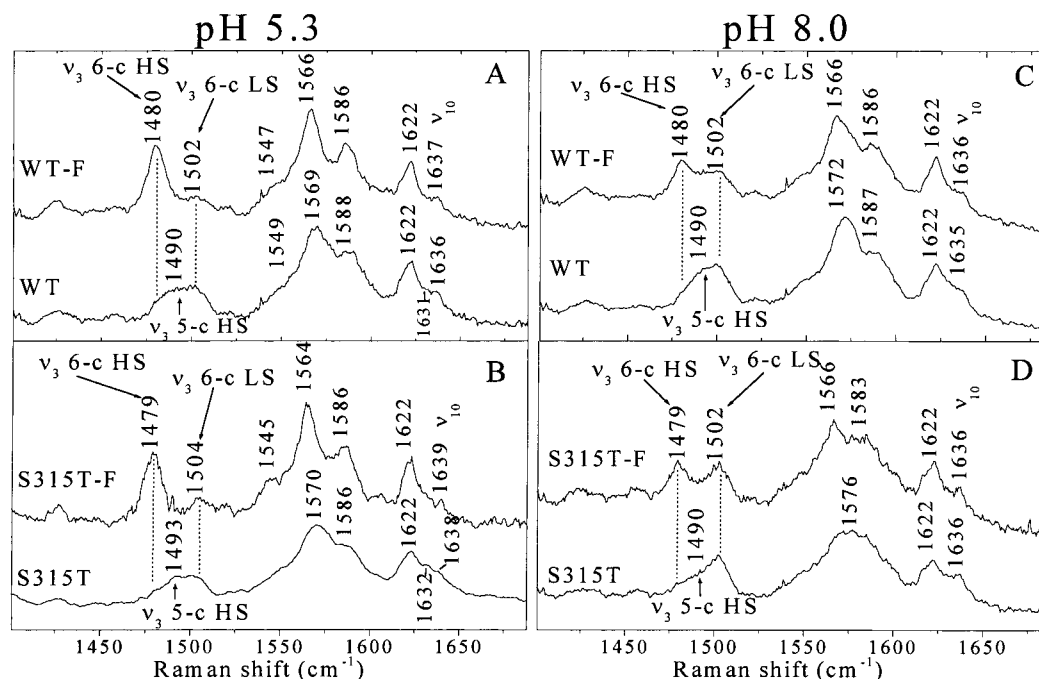 pH 5.3
pH 8.0
A
ν₃ 6-c HS
ν₃ 6-c LS
1480
1502
1547
1566
1586
1622
1637
ν₁₀
WT-F
1490
1549
1569
1588
1622
1631
1636
WT
ν₃ 5-c HS
B
ν₃ 6-c HS
ν₃ 6-c LS
1479
1504
1545
1564
1586
1622
1639
ν₁₀
S315T-F
1493
1570
1586
1622
1632
1638
S315T
ν₃ 5-c HS
1450 1500 1550 1600 1650
Raman shift (cm⁻¹)
C
ν₃ 6-c HS
ν₃ 6-c LS
1480
1502
1566
1586
1622
1636
ν₁₀
WT-F
1490
1572
1587
1622
1635
WT
ν₃ 5-c HS
D
ν₃ 6-c HS
ν₃ 6-c LS
1479
1502
1566
1583
1622
1636
ν₁₀
S315T-F
1490
1576
1622
1636
S315T
ν₃ 5-c HS
1450 1500 1550 1600 1650
Raman shift (cm⁻¹)